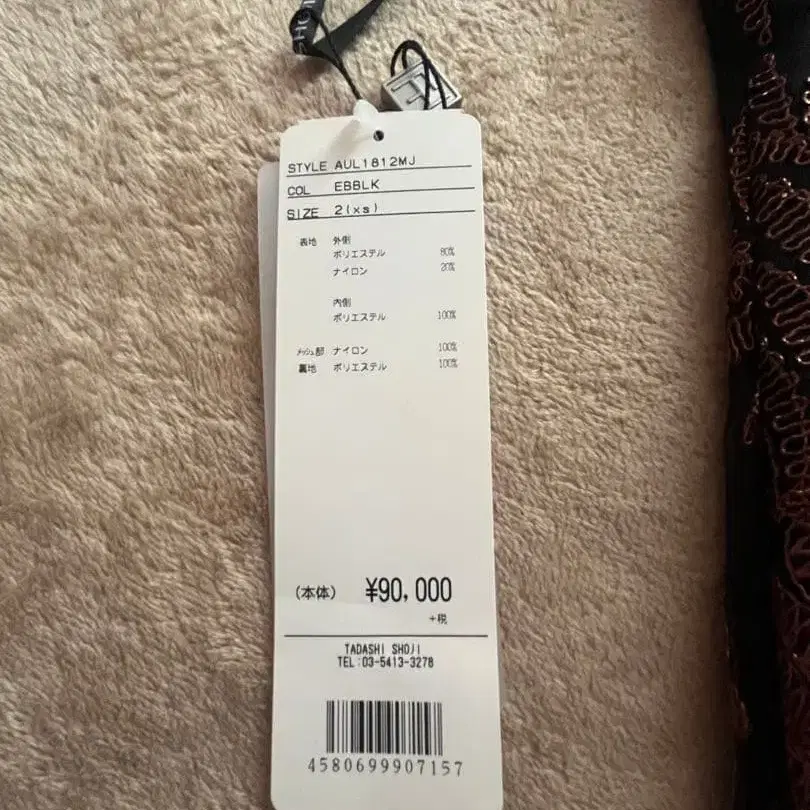 STYLE AUL1812MJ
COL EBBLK
SIZE 2(xs)
表地 外側
ポリエステル 80%
ナイロン 20%
内側
ポリエステル 100%
メッシュ部 ナイロン 100%
裏地 ポリエステル 100%
(本体) ¥90,000
+税
TADASHI SHOJI
TEL:03-5413-3278
4580699907157